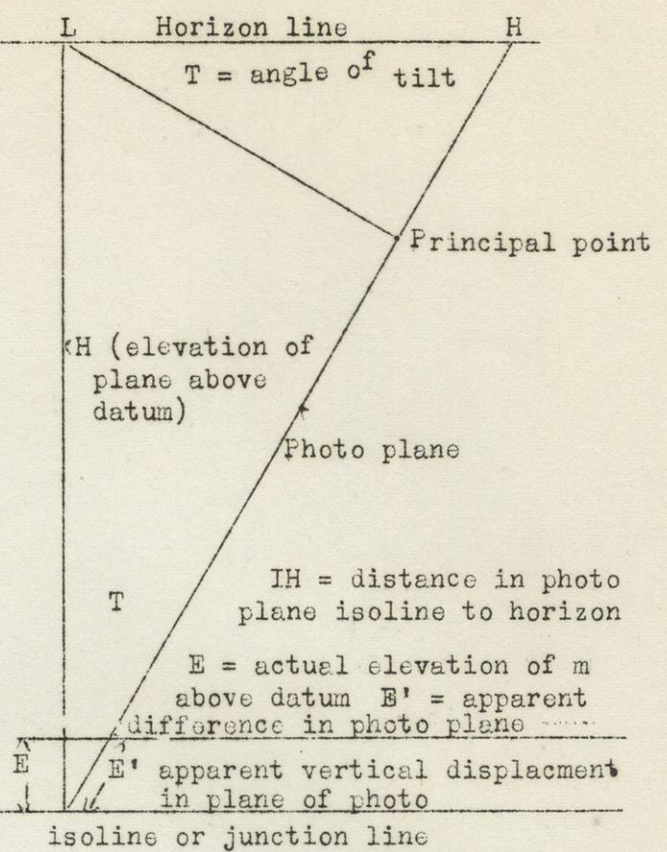 L Horizon line H
T = angle of tilt
Principal point
H (elevation of
plane above
datum)
Photo plane
IH = distance in photo
T
plane isoline to horizon
E = actual elevation of m
above datum E' = apparent
difference in photo plane
E
E' apparent vertical displacment
in plane of photo
isoline or junction line